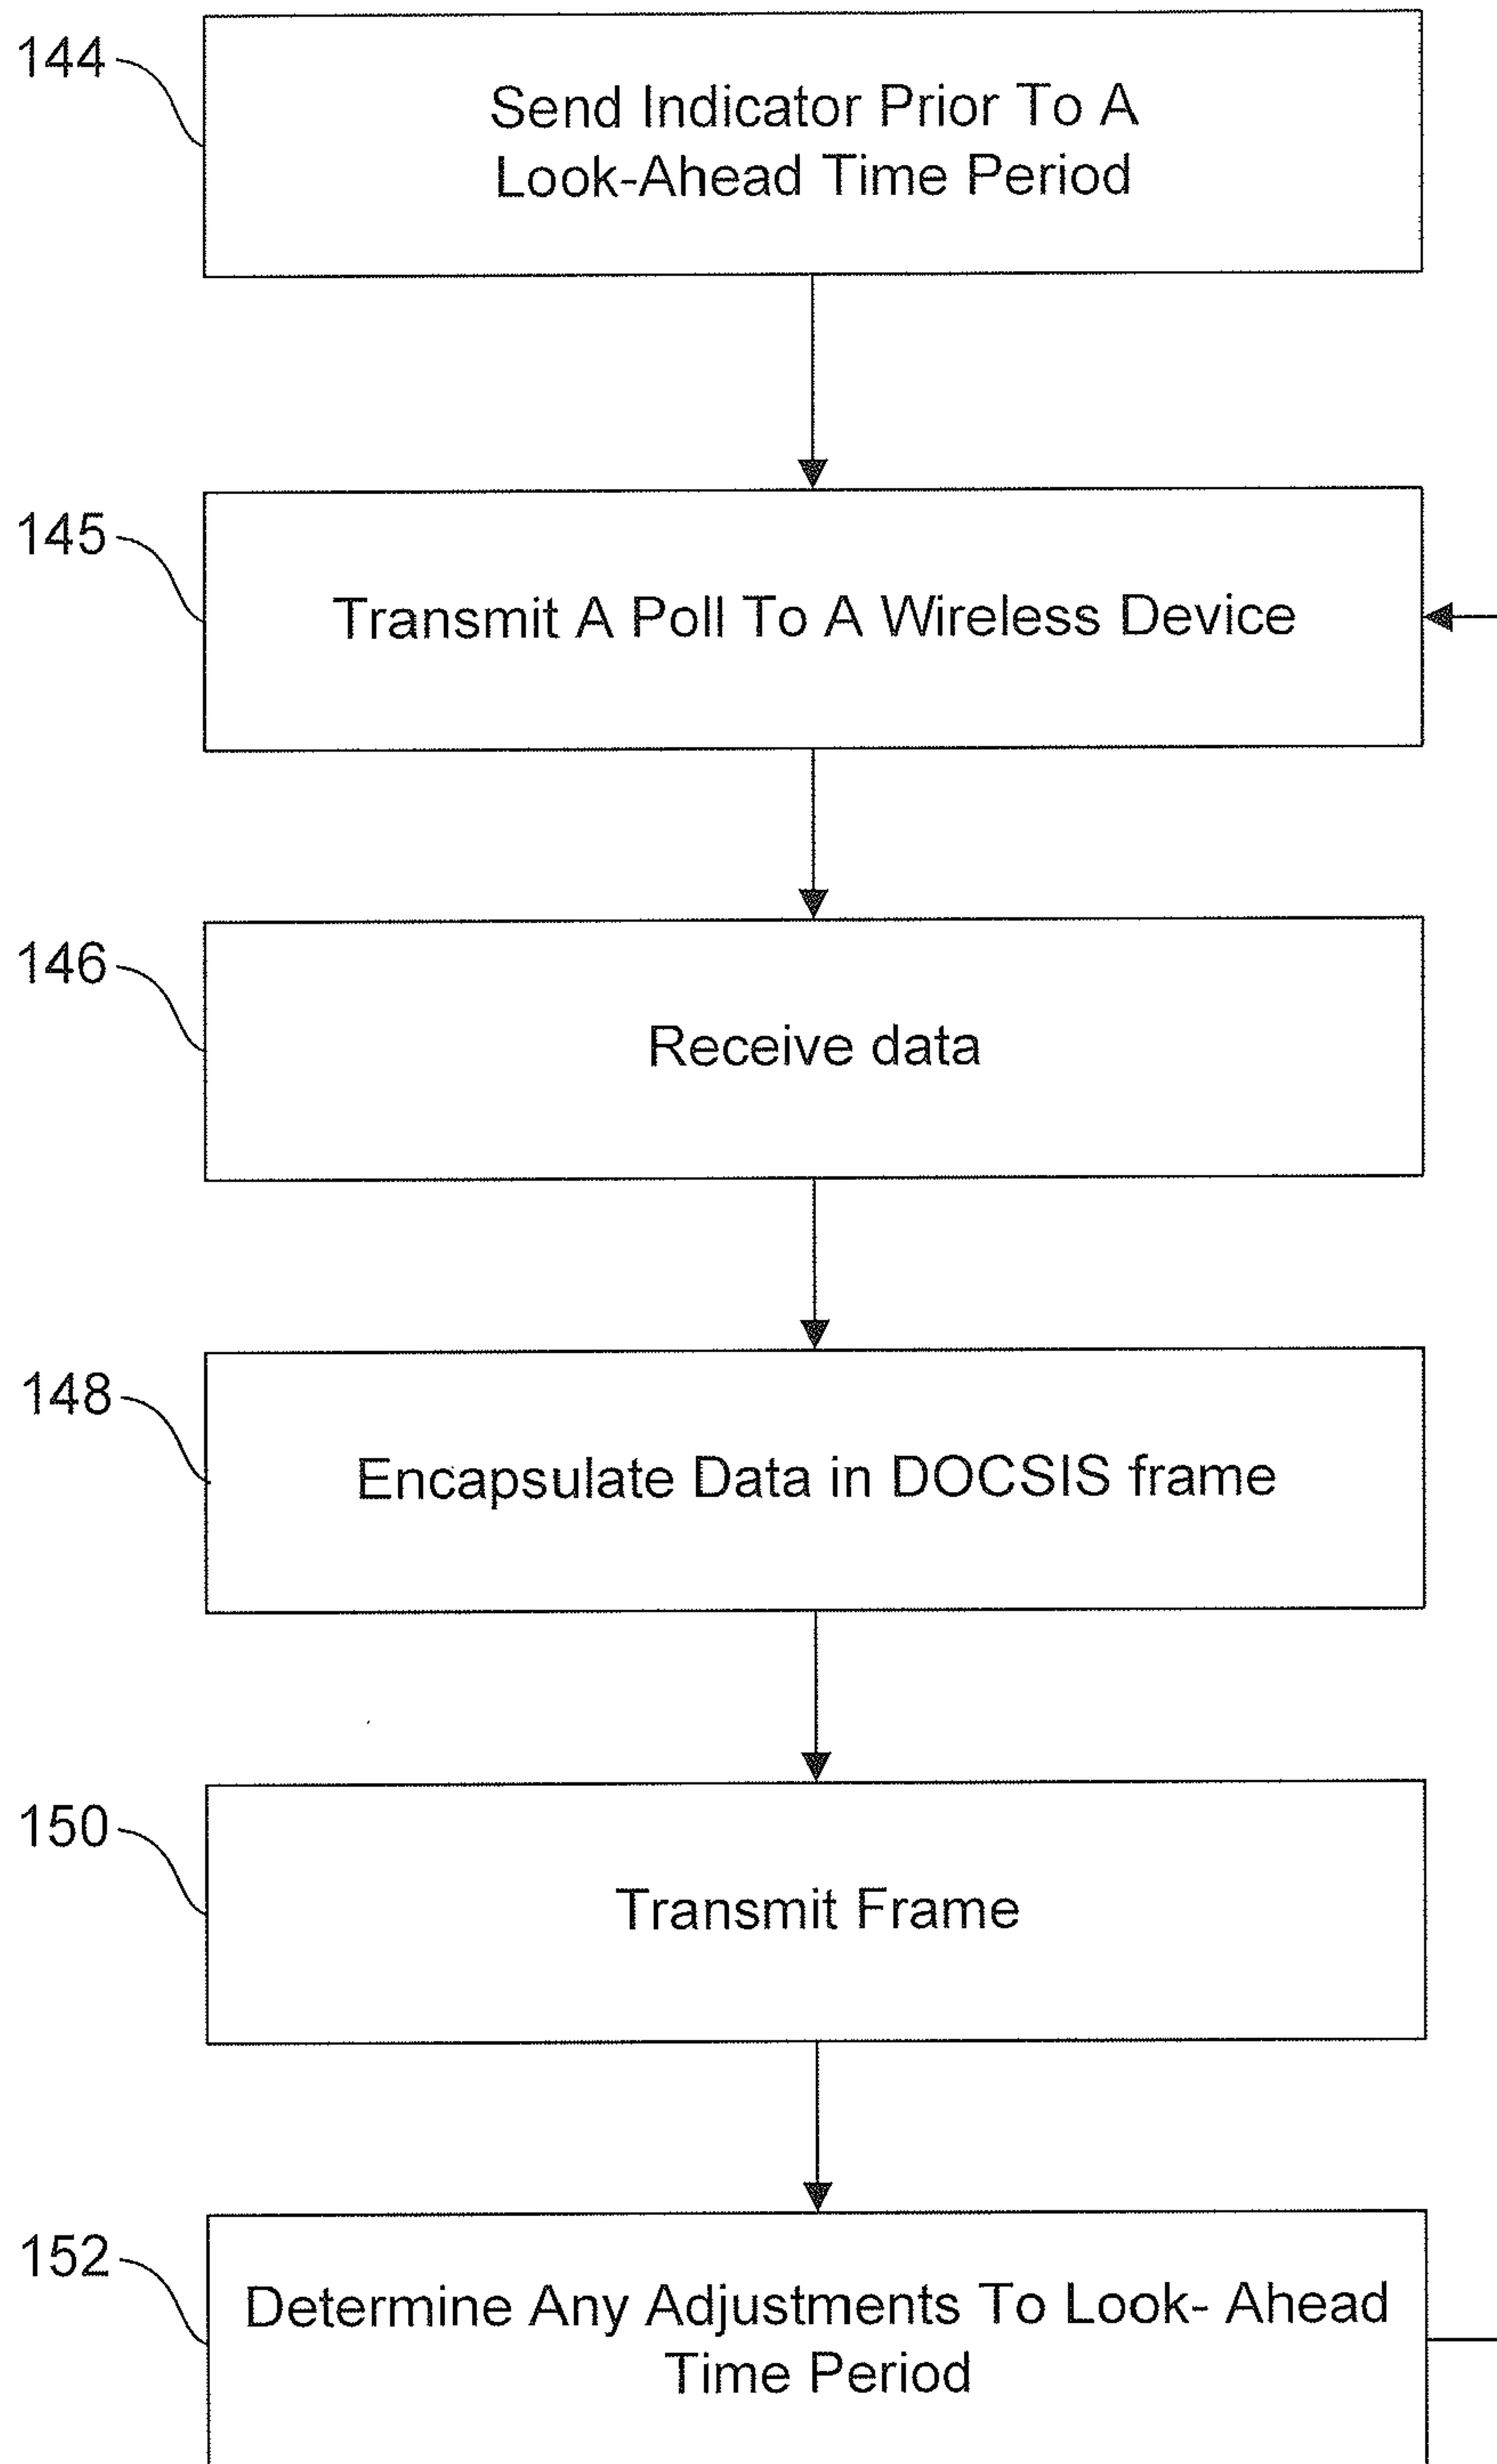 144
Send Indicator Prior To A
Look-Ahead Time Period
145
Transmit A Poll To A Wireless Device
146
Receive data
148
Encapsulate Data in DOCSIS frame
150
Transmit Frame
152
Determine Any Adjustments To Look- Ahead
Time Period